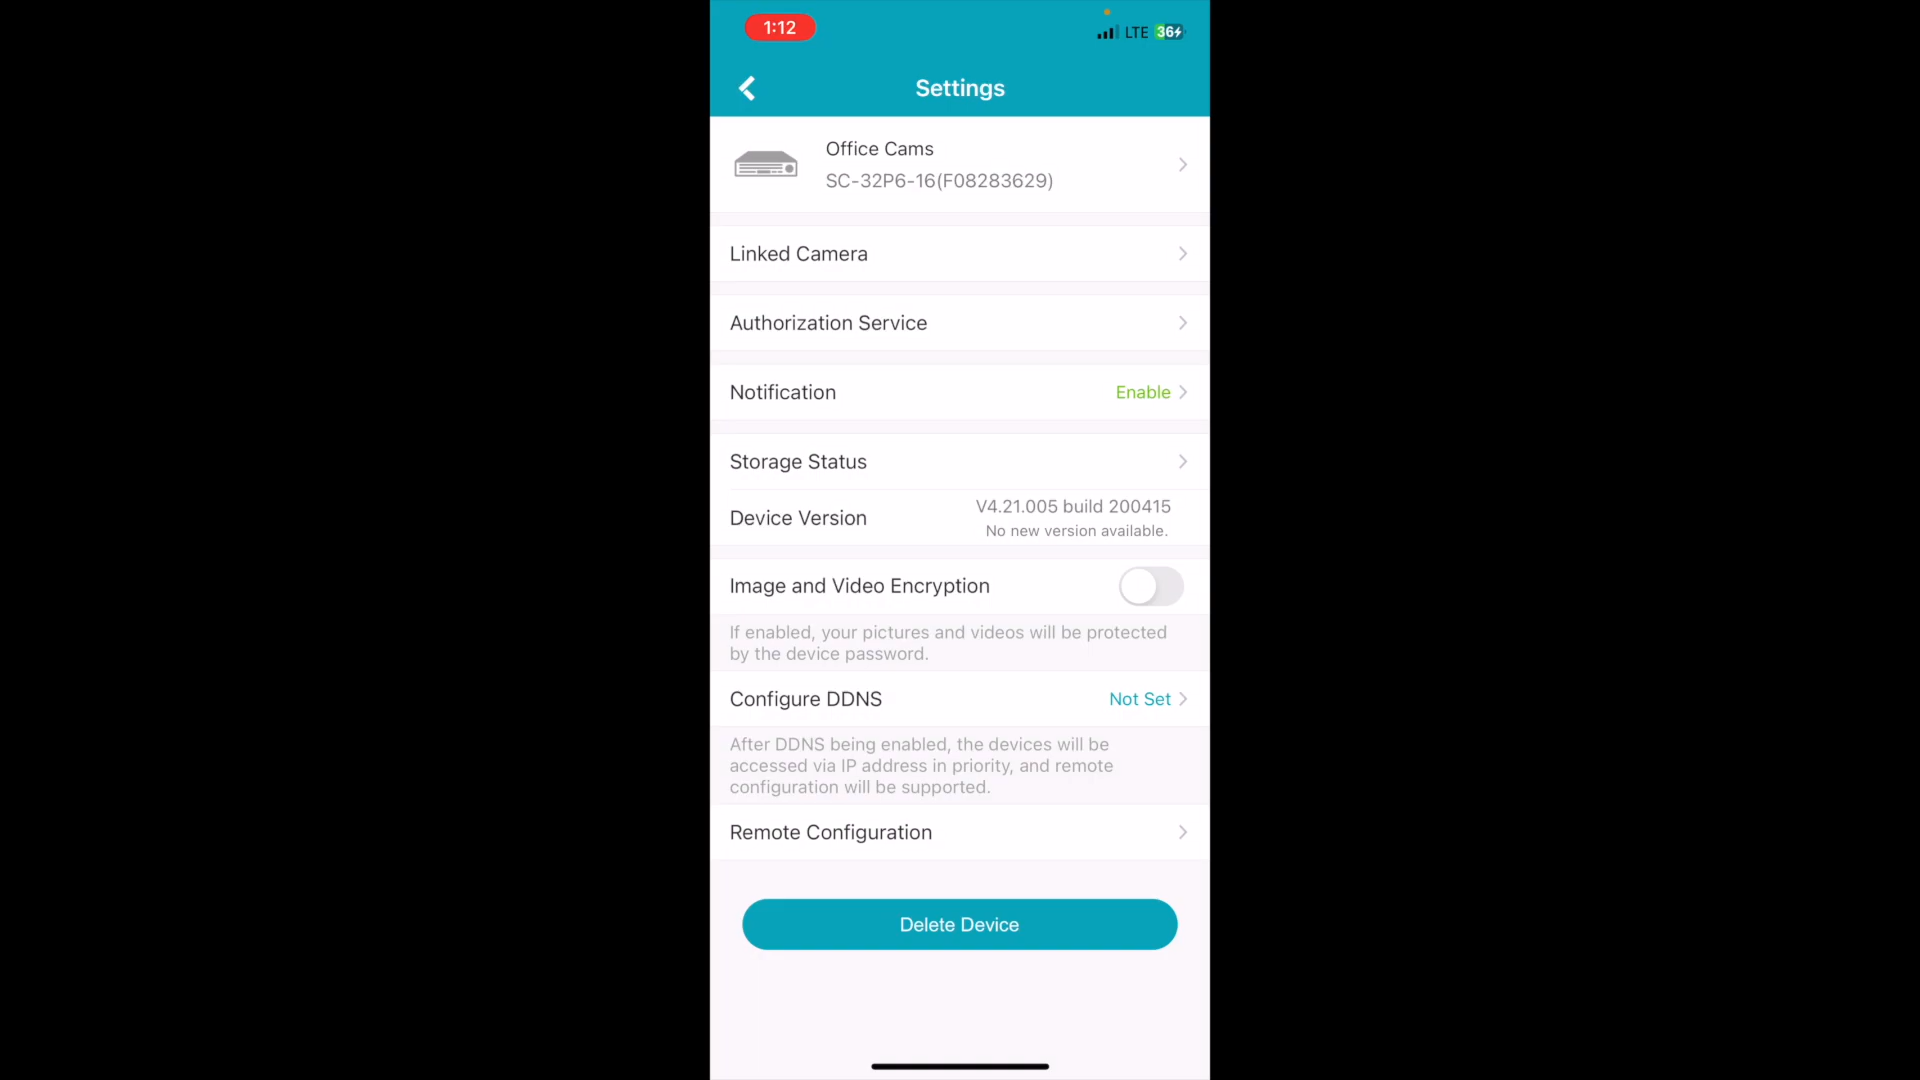 1:12
LTE 36
Settings
Office Cams
SC-32P6-16(F08283629)
Linked Camera
Authorization Service
Notification Enable
Storage Status
Device Version
V4.21.005 build 200415
No new version available.
Image and Video Encryption
If enabled, your pictures and videos will be protected
by the device password.
Configure DDNS Not Set
After DDNS being enabled, the devices will be
accessed via IP address in priority, and remote
configuration will be supported.
Remote Configuration
Delete Device